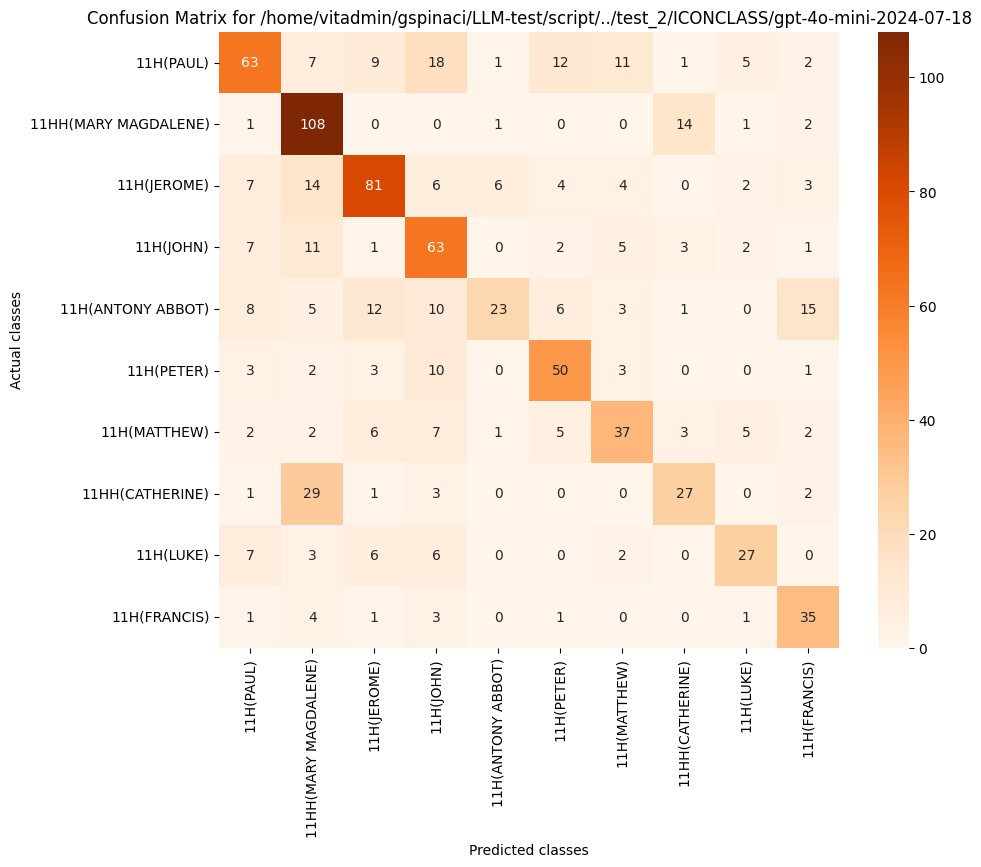 Confusion Matrix for /home/vitadmin/gspinaci/LLM-test/script/../test_2/ICONCLASS/gpt-4o-mini-2024-07-18
Actual classes
11H(PAUL) 63 7 9 18 1 12 11 1 5 2
11HH(MARY MAGDALENE) 1 108 0 0 1 0 0 14 1 2
11H(JEROME) 7 14 81 6 6 4 4 0 2 3
11H(JOHN) 7 11 1 63 0 2 5 3 2 1
11H(ANTONY ABBOT) 8 5 12 10 23 6 3 1 0 15
11H(PETER) 3 2 3 10 0 50 3 0 0 1
11H(MATTHEW) 2 2 6 7 1 5 37 3 5 2
11HH(CATHERINE) 1 29 1 3 0 0 0 27 0 2
11H(LUKE) 7 3 6 6 0 0 2 0 27 0
11H(FRANCIS) 1 4 1 3 0 1 0 0 1 35
11H(PAUL)
11HH(MARY MAGDALENE)
11H(JEROME)
11H(JOHN)
11H(ANTONY ABBOT)
11H(PETER)
11H(MATTHEW)
11HH(CATHERINE)
11H(LUKE)
11H(FRANCIS)
Predicted classes
100
80
60
40
20
0